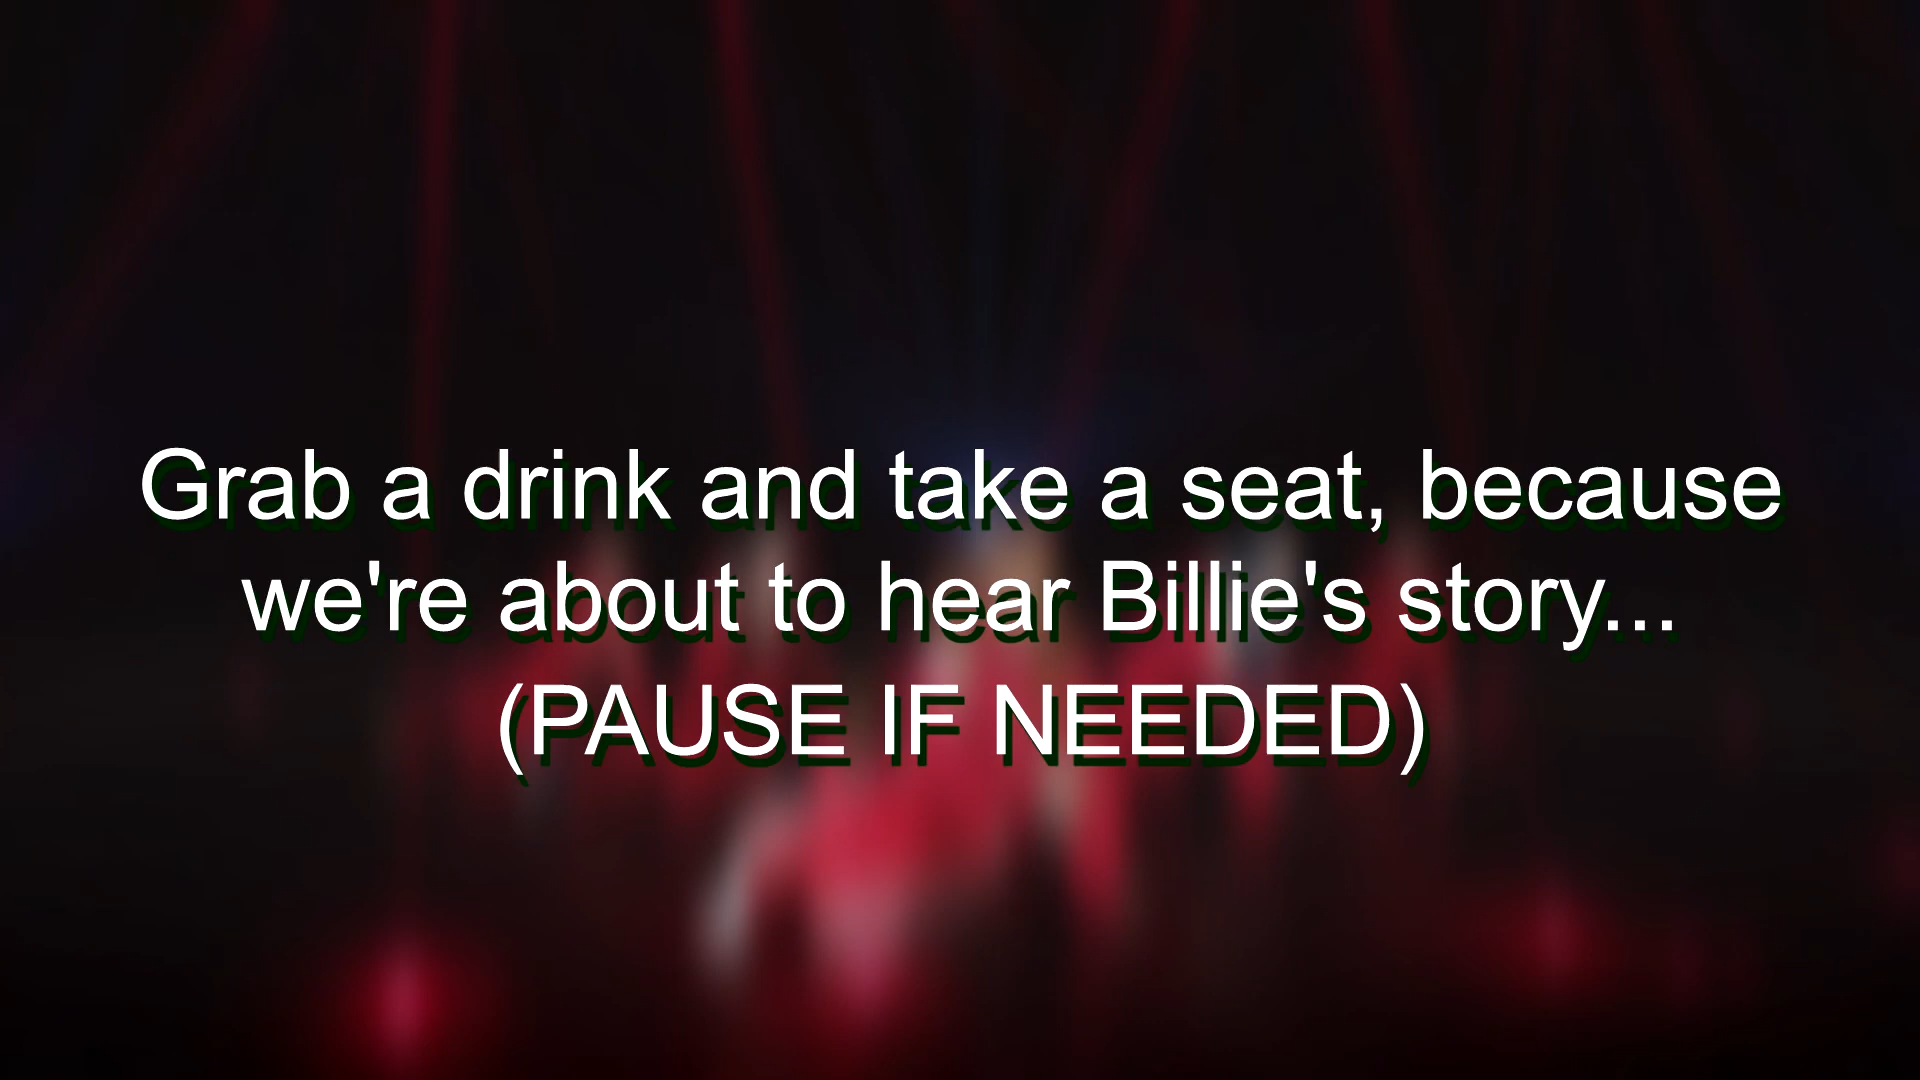 Grab a drink and take a seat, because
we're about to hear Billie's story...
(PAUSE IF NEEDED)